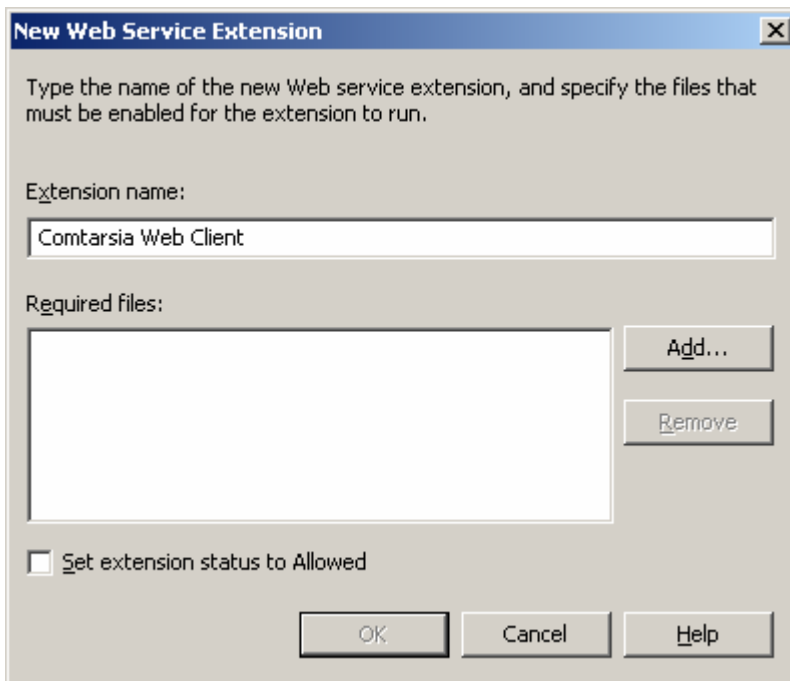 New Web Service Extension
Type the name of the new Web service extension, and specify the files that
must be enabled for the extension to run.
Extension name:
Comtarsia Web Client
Required files:
Add...
Remove
Set extension status to Allowed
OK
Cancel
Help